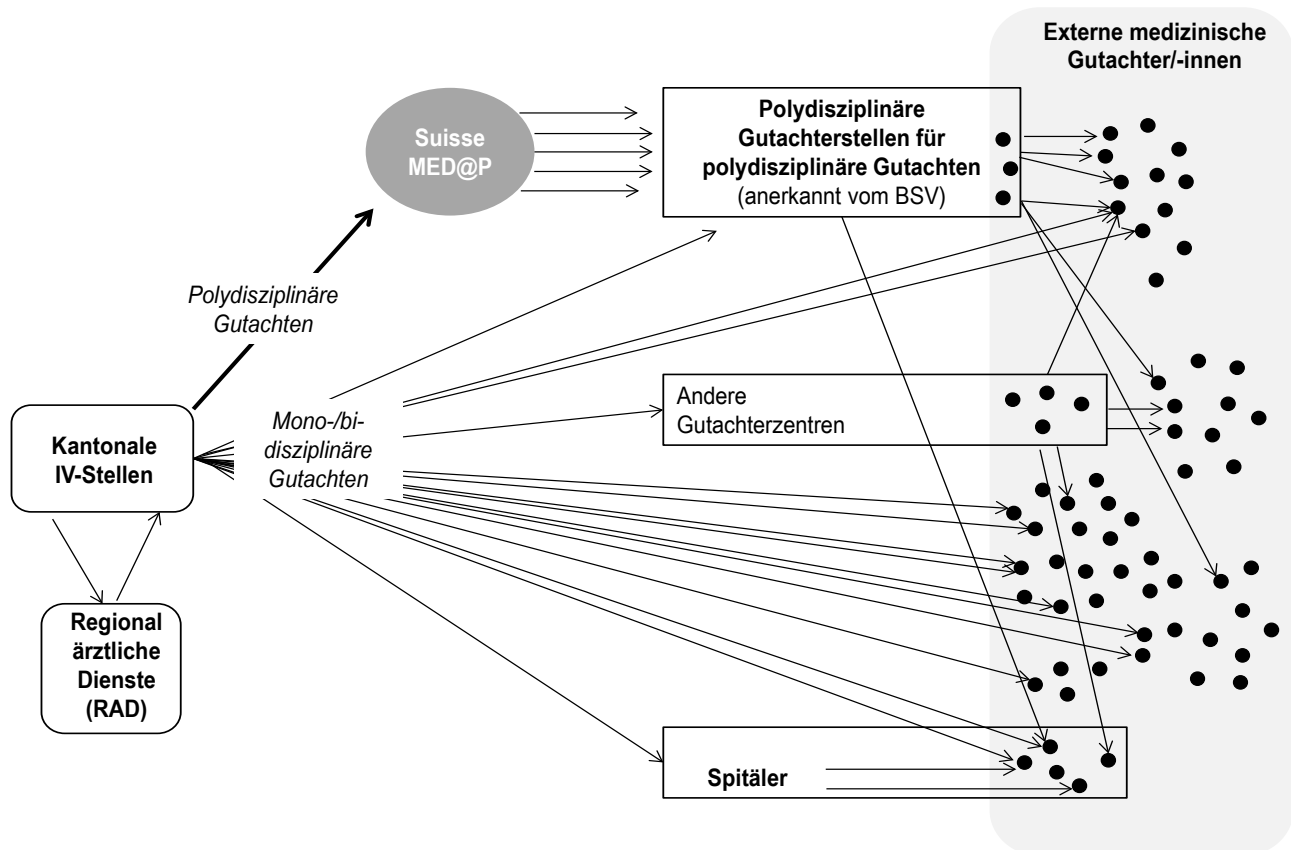 Externe medizinische
Gutachter/-innen
Suisse
MED@P
Polydisziplinäre
Gutachterstellen für
polydisziplinäre Gutachten
(anerkannt vom BSV)
Polydisziplinäre
Gutachten
Andere
Gutachterzentren
Mono-/bi-
disziplinäre
Gutachten
Kantonale
IV-Stellen
Regional
ärztliche
Dienste
(RAD)
Spitäler